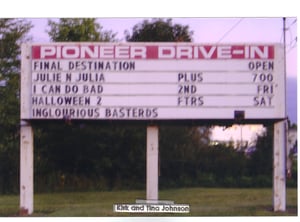 PIONEER DRIVE-IN
FINAL DESTINATION OPEN
JULIE N JULIA PLUS 700
I CAN DO BAD 2ND FRI
HALLOWEEN 2 FTRS SAT
INGLOURIOUS BASTERDS
Kirk and Tina Johnson